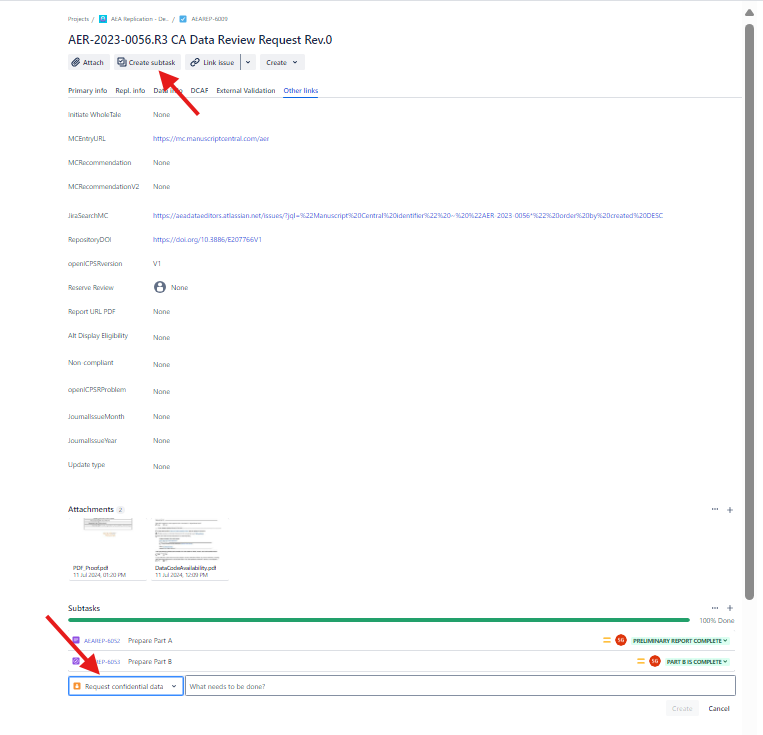 Projects / AEA Replication - De... / AEAREP-6009
AER-2023-0056.R3 CA Data Review Request Rev.0
Attach Create subtask Link issue Create
Primary info Repl. info Data info DCAF External Validation Other links
Initiate WholeTale None
MCEntryURL https://mc.manuscriptcentral.com/aer
MCRecommendation None
MCRecommendationV2 None
JiraSearchMC https://aeadataeditors.atlassian.net/issues/?jql=%22Manuscript%20Central%20identifier%22%20~%20%22AER-2023-0056*%22%20order%20by%20created%20DESC
RepositoryDOI https://doi.org/10.3886/E207766V1
openICPSRversion V1
Reserve Review None
Report URL PDF None
Alt Display Eligibility None
Non-compliant None
openICPSRProblem None
JournalIssueMonth None
JournalIssueYear None
Update type None
Attachments 2
PDF_Proof.pdf
11 Jul 2024, 01:20 PM
DataCodeAvailability.pdf
11 Jul 2024, 12:09 PM
Subtasks
100% Done
AEAREP-6052 Prepare Part A SG PRELIMINARY REPORT COMPLETE
REP-6053 Prepare Part B SG PART B IS COMPLETE
Request confidential data What needs to be done?
Create Cancel